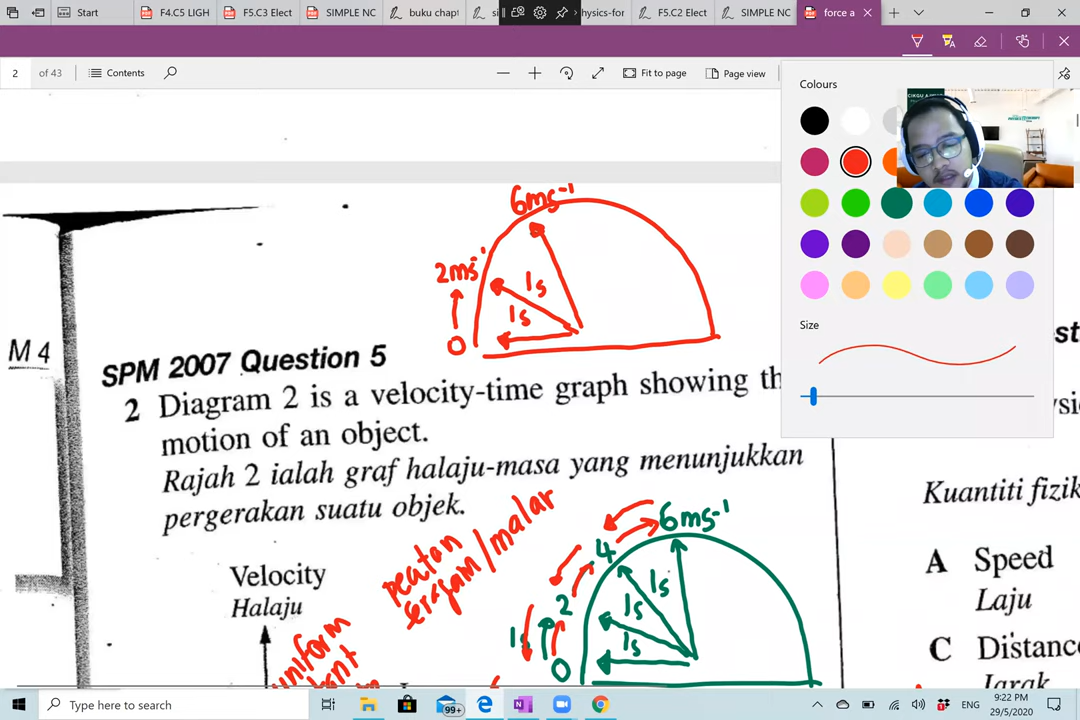 F4.C5 LIGH
F5.C3 Elect
SIMPLE NC
buku chapt
si
hysics-for
F5.C2 Elect
SIMPLE NC
force a
Start
2 of 43
Contents
Fit to page
Page view
Colours
CIKGU A
Size
6ms⁻¹
2ms⁻¹
1s
1s
0
M 4
SPM 2007 Question 5
2 Diagram 2 is a velocity-time graph showing th
motion of an object.
Rajah 2 ialah graf halaju-masa yang menunjukkan
pergerakan suatu objek.
Velocity
Halaju
pecutan
seragam/malar
uniform
6ms⁻¹
4
2
0
1s
1s
1s
1s
st
ysic
Kuantiti fizik
A Speed
Laju
C Distanc
Jarak
Type here to search
99+
ENG
9:22 PM
29/5/2020